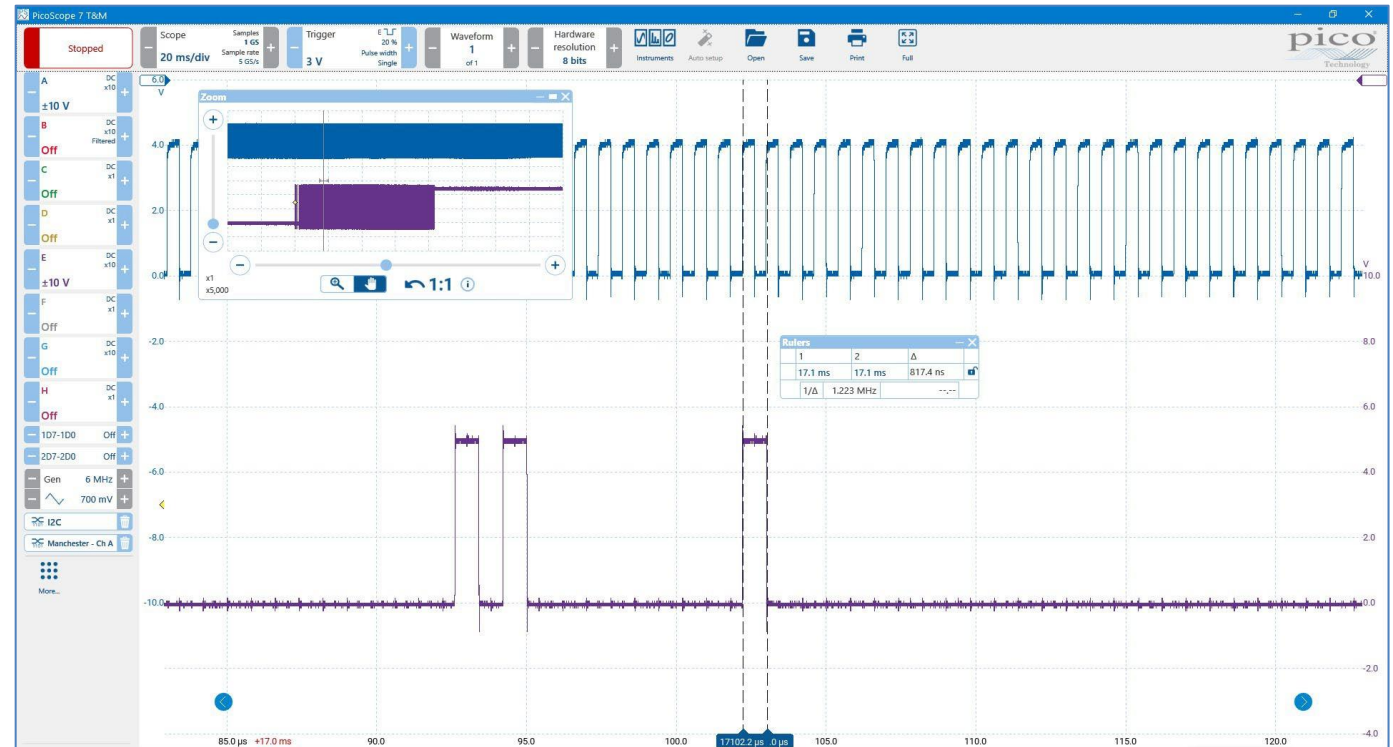 PicoScope 7 T&M
Stopped
Scope
20 ms/div
Samples
1 GS
Sample rate
5 GS/s
Trigger
3 V
E
20 %
Pulse width
Single
Waveform
1
of 1
Hardware
resolution
8 bits
Instruments
Auto setup
Open
Save
Print
Full
pico
Technology
A
DC
x10
±10 V
B
DC
x10
Filtered
Off
C
DC
x1
Off
D
DC
x1
Off
E
DC
x10
±10 V
F
DC
x1
Off
G
DC
x10
Off
H
DC
x1
Off
1D7-1D0 Off
2D7-2D0 Off
Gen 6 MHz
700 mV
I2C
Manchester - Ch A
More...
6.0
V
4.0
2.0
0.0
-2.0
-4.0
-6.0
-8.0
-10.0
Zoom
x1
x5,000
1:1
Rulers
1 2 Δ
17.1 ms 17.1 ms 817.4 ns
1/Δ 1.223 MHz --.--
V
10.0
8.0
6.0
4.0
2.0
0.0
-2.0
-4.0
85.0 µs +17.0 ms 90.0 95.0 100.0 17102.2 µs .0 µs 105.0 110.0 115.0 120.0